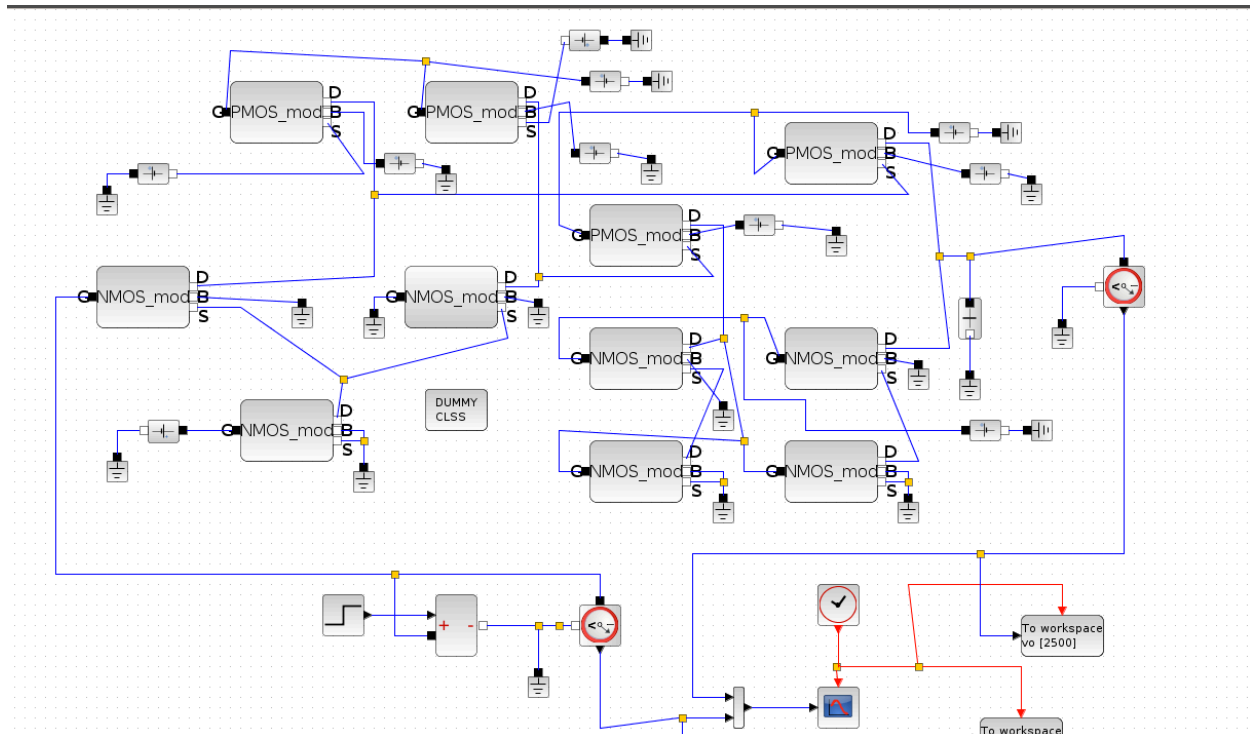 D
D
G PMOS_mod B
G PMOS_mod B
S
S
D
G PMOS_mod B
S
D
G PMOS_mod B
S
D
D
G NMOS_mod B
G NMOS_mod B
S
S
D
D
G NMOS_mod B
G NMOS_mod B
S
S
DUMMY
CLSS
D
G NMOS_mod B
S
D
D
G NMOS_mod B
G NMOS_mod B
S
S
+ -
To workspace
vo [2500]
To workspace